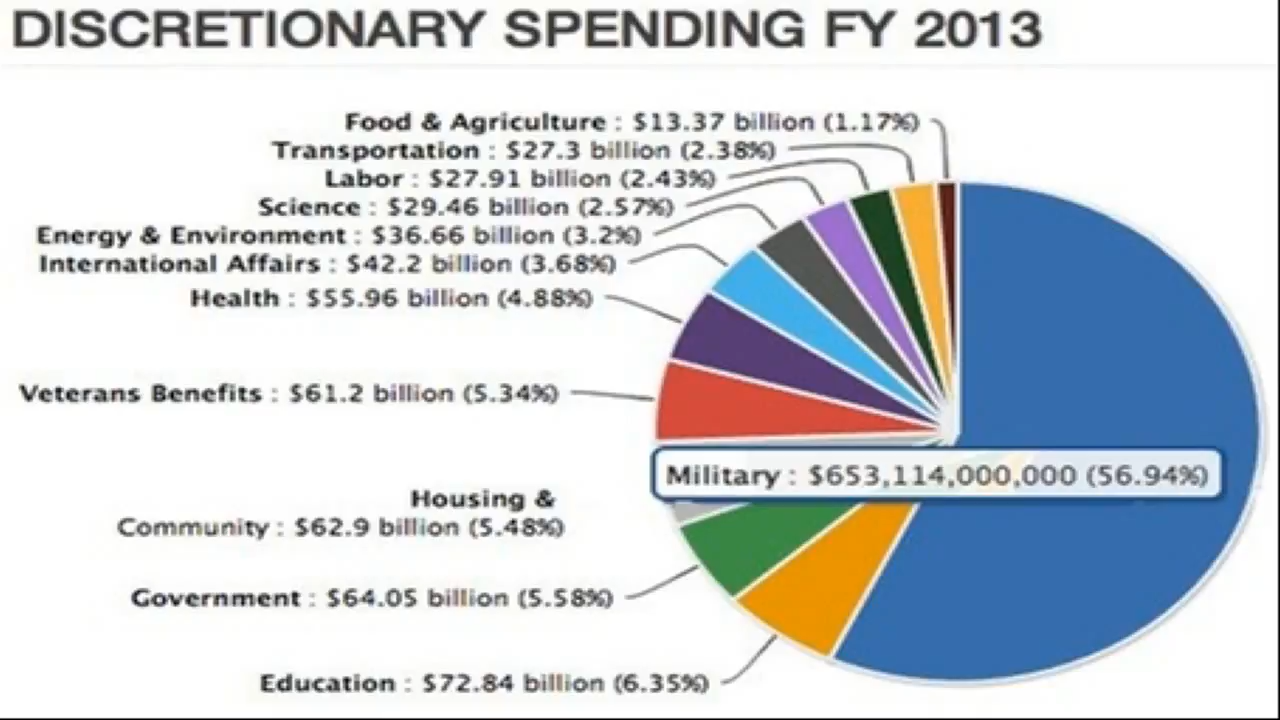 DISCRETIONARY SPENDING FY 2013
Food & Agriculture : $13.37 billion (1.17%)
Transportation : $27.3 billion (2.38%)
Labor : $27.91 billion (2.43%)
Science : $29.46 billion (2.57%)
Energy & Environment : $36.66 billion (3.2%)
International Affairs : $42.2 billion (3.68%)
Health : $55.96 billion (4.88%)
Veterans Benefits : $61.2 billion (5.34%)
Military : $653,114,000,000 (56.94%)
Housing &
Community : $62.9 billion (5.48%)
Government : $64.05 billion (5.58%)
Education : $72.84 billion (6.35%)